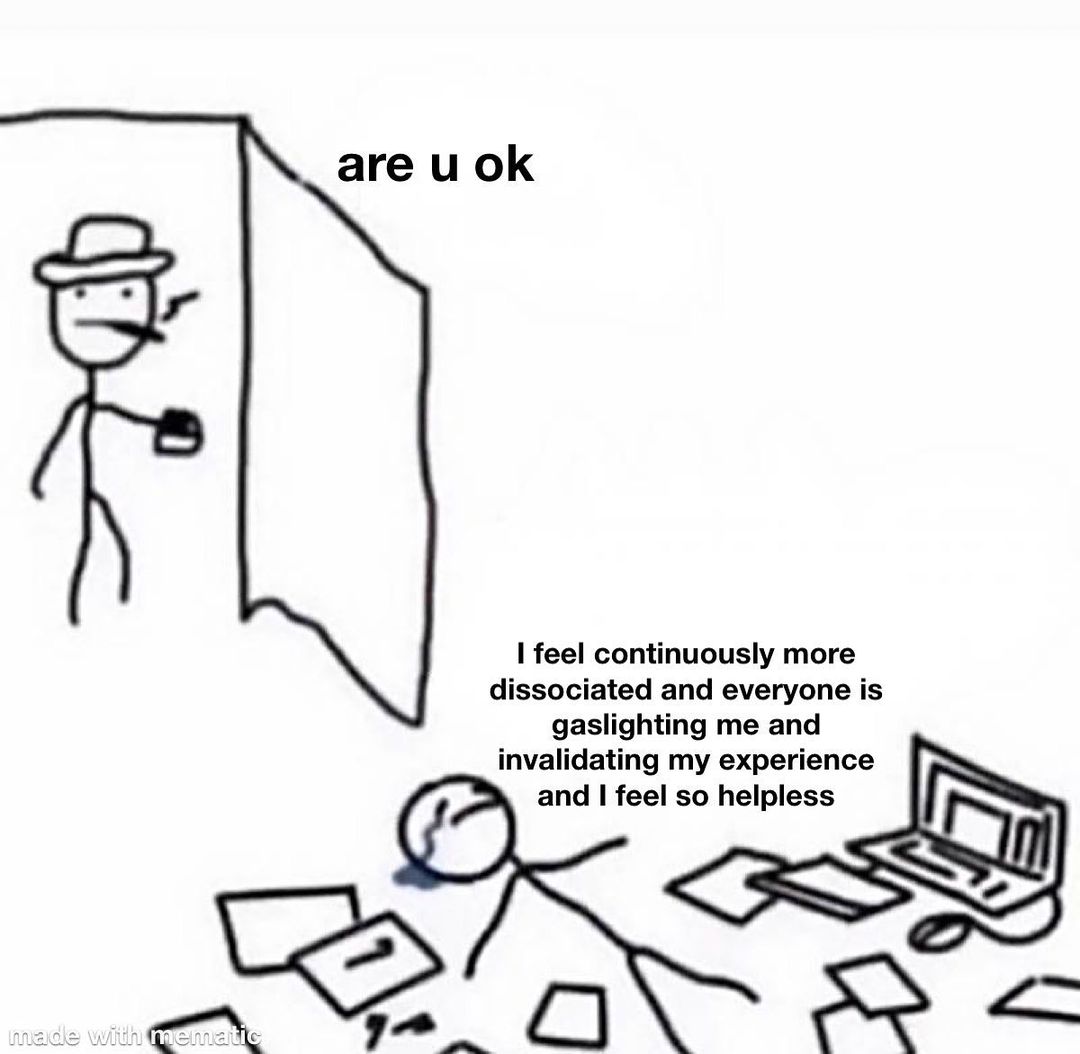 are u ok
I feel continuously more
dissociated and everyone is
gaslighting me and
invalidating my experience
and I feel so helpless
made with mematic